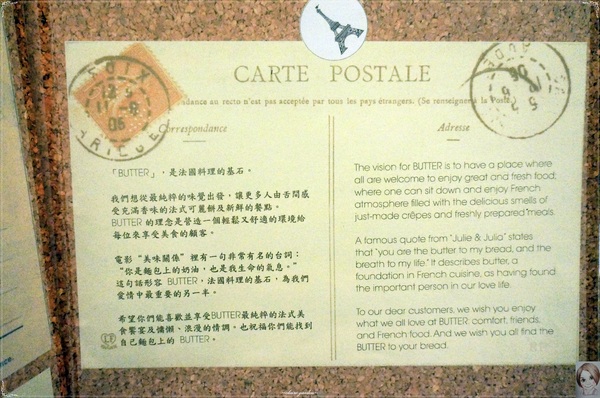 CARTE POSTALE
dance au recto n'est pas acceptée par tous les pays étrangers. (Se renseigner à la Poste
Correspondance
Adresse
FOIX
ARIEGE
「BUTTER」，是法國料理的基石。
我們想從最純粹的味覺出發，讓更多人由舌間感
受充滿香味的法式可麗餅及新鮮的餐點。
BUTTER 的理念是營造一個輕鬆又舒適的環境給
每位來享受美食的顧客。
電影“美味關係”裡有一句非常有名的台詞：
“你是麵包上的奶油，也是我生命的氣息。”
這句話形容 BUTTER，法國料理的基石，為我們
愛情中最重要的另一半。
希望你們能喜歡並享受BUTTER最純粹的法式美
食饗宴及慵懶、浪漫的情調。也祝福你們能找到
自己麵包上的 BUTTER。
The vision for BUTTER is to have a place where
all are welcome to enjoy great and fresh food;
where one can sit down and enjoy French
atmosphere filled with the delicious smells of
just-made crêpes and freshly prepared meals.
A famous quote from "Julie & Julia" states
that "you are the butter to my bread, and the
breath to my life." It describes butter, a
foundation in French cuisine, as having found
the important person in our love life.
To our dear customers, we wish you enjoy
what we all love at BUTTER: comfort, friends,
and French food. And we wish you all find the
BUTTER to your bread.